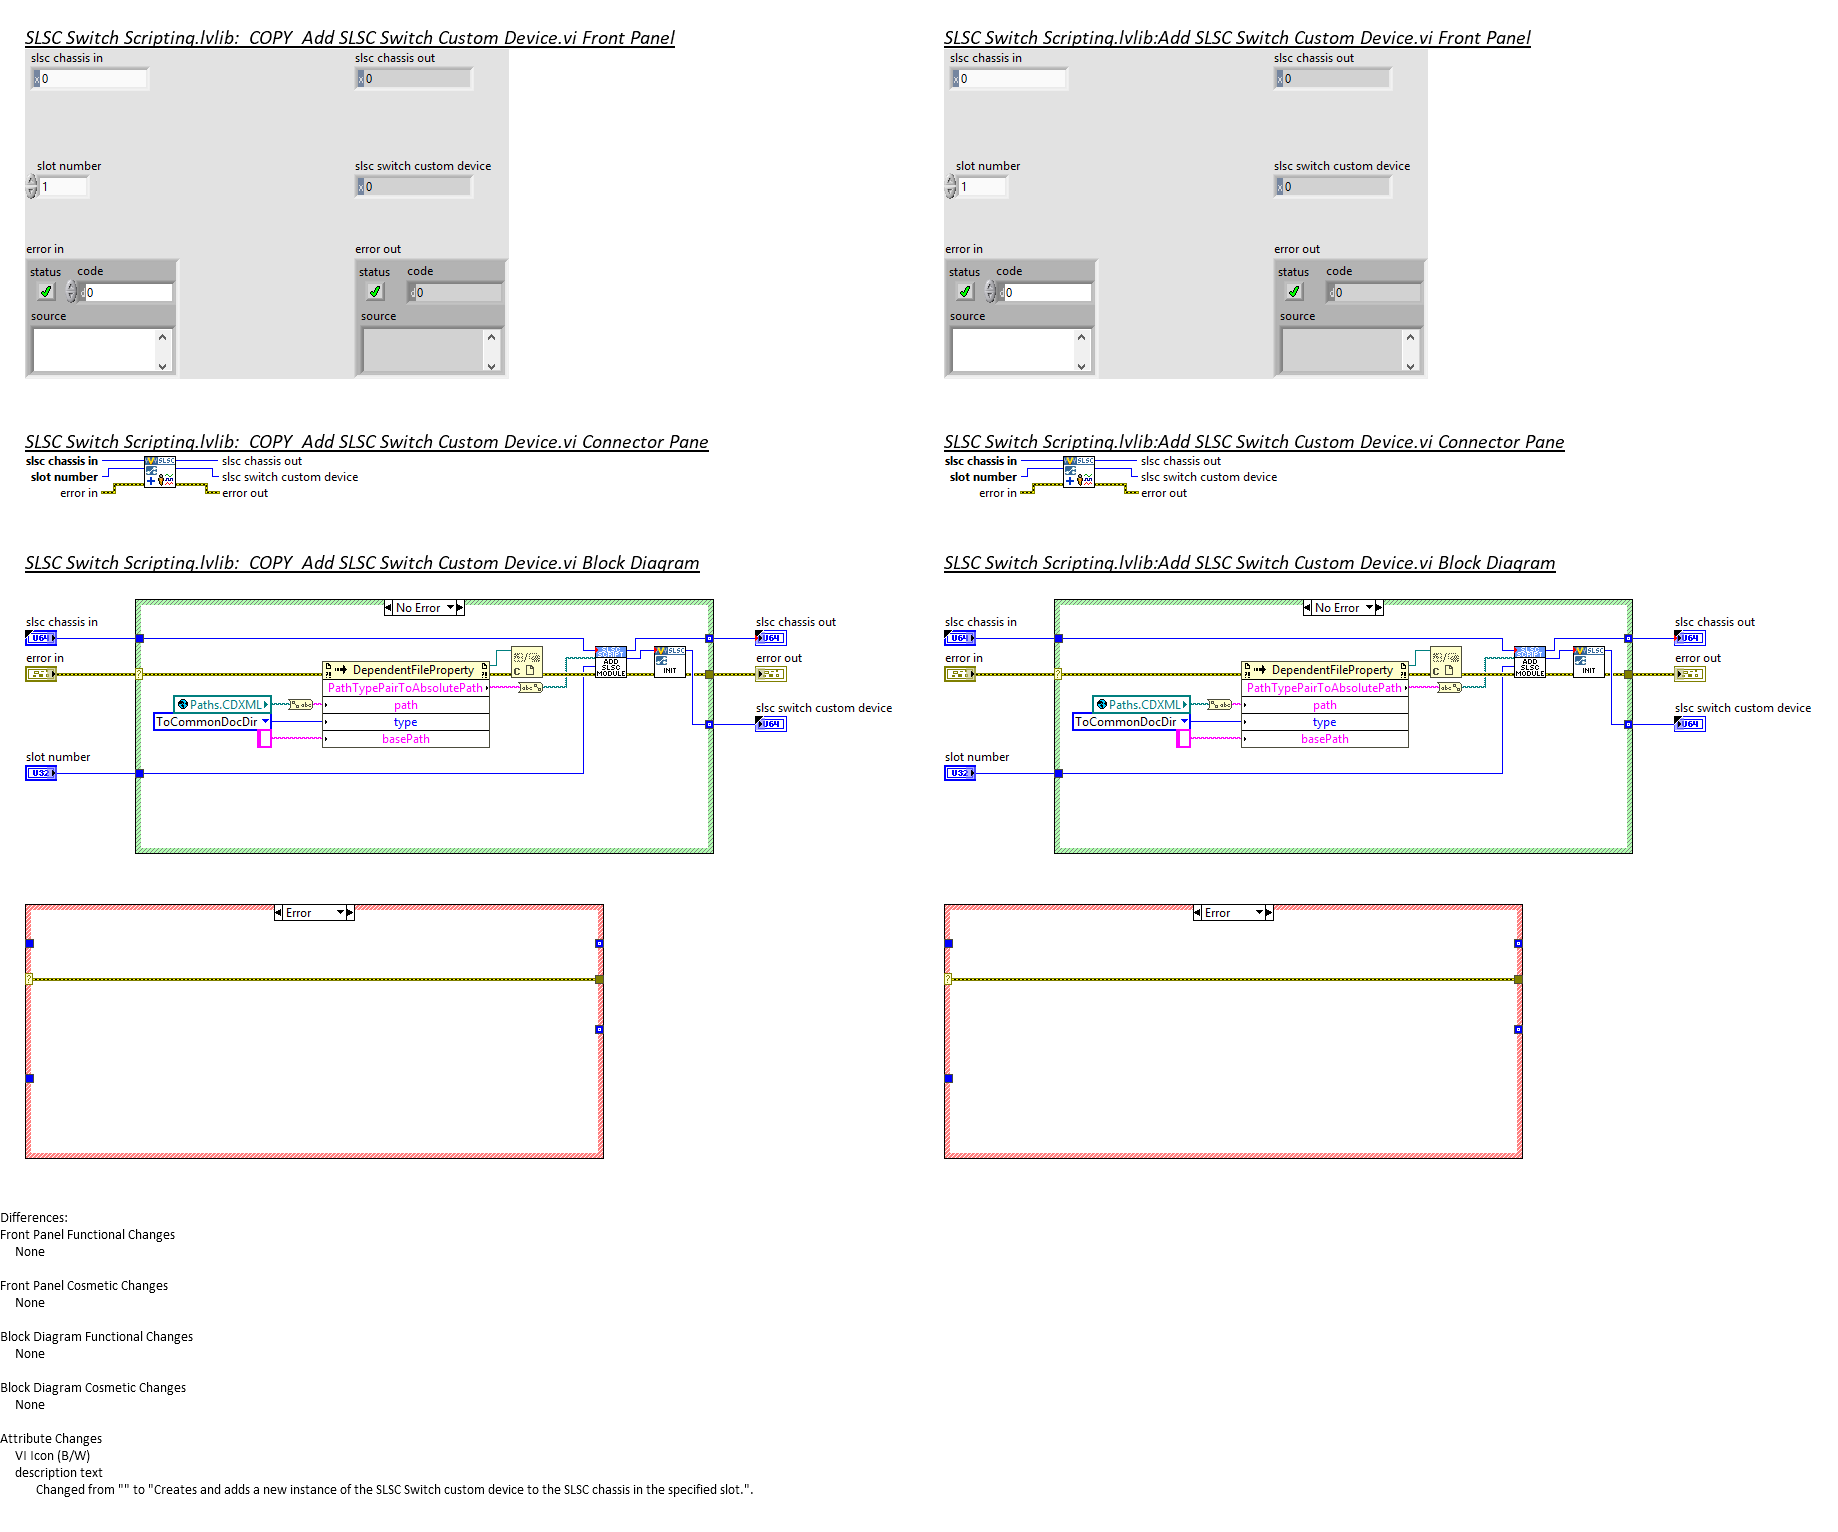 SLSC Switch Scripting.lvlib:  COPY  Add SLSC Switch Custom Device.vi Front Panel
slsc chassis in
slsc chassis out
x 0
x 0
slot number
slsc switch custom device
1
x 0
error in
error out
status code
status code
d 0
d 0
source
source
SLSC Switch Scripting.lvlib:Add SLSC Switch Custom Device.vi Front Panel
slsc chassis in
slsc chassis out
x 0
x 0
slot number
slsc switch custom device
1
x 0
error in
error out
status code
status code
d 0
d 0
source
source
SLSC Switch Scripting.lvlib:  COPY  Add SLSC Switch Custom Device.vi Connector Pane
slsc chassis in
SLSC
slsc chassis out
slot number
slsc switch custom device
error in
error out
SLSC Switch Scripting.lvlib:Add SLSC Switch Custom Device.vi Connector Pane
slsc chassis in
SLSC
slsc chassis out
slot number
slsc switch custom device
error in
error out
SLSC Switch Scripting.lvlib:  COPY  Add SLSC Switch Custom Device.vi Block Diagram
No Error
slsc chassis in
slsc chassis out
U64
U64
error in
error out
SLSC
SCRIPT
ADD
SLSC
MODULE
SLSC
INIT
?
C
DependentFileProperty
PathTypePairToAbsolutePath
abc
Paths.CDXML
abc
path
ToCommonDocDir
type
basePath
slsc switch custom device
U64
slot number
U32
SLSC Switch Scripting.lvlib:Add SLSC Switch Custom Device.vi Block Diagram
No Error
slsc chassis in
slsc chassis out
U64
U64
error in
error out
SLSC
SCRIPT
ADD
SLSC
MODULE
SLSC
INIT
?
C
DependentFileProperty
PathTypePairToAbsolutePath
abc
Paths.CDXML
abc
path
ToCommonDocDir
type
basePath
slsc switch custom device
U64
slot number
U32
Error
?
Error
?
Differences:
Front Panel Functional Changes
None
Front Panel Cosmetic Changes
None
Block Diagram Functional Changes
None
Block Diagram Cosmetic Changes
None
Attribute Changes
VI Icon (B/W)
description text
Changed from "" to "Creates and adds a new instance of the SLSC Switch custom device to the SLSC chassis in the specified slot.".